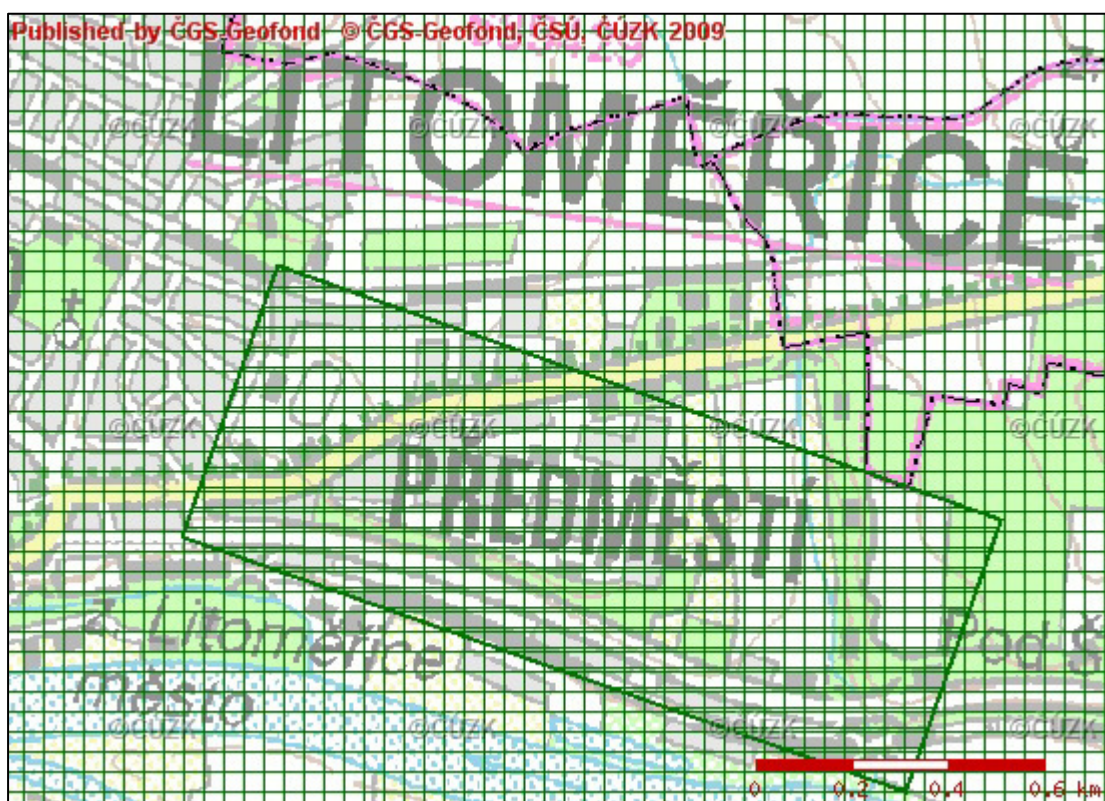 Published by ČGS-Geofond © ČGS-Geofond, ČSÚ, ČÚZK 2009
LITOMĚŘICE
©ČÚZK ©ČÚZK ©ČÚZK ©ČÚZK
©ČÚZK ©ČÚZK ©ČÚZK ©ČÚZK
PŘEDMĚSTÍ
Ž. Litoměřice
město
Pod Š
©ČÚZK ©ČÚZK ©ČÚZK ©ČÚZK
0 0.2 0.4 0.6 km